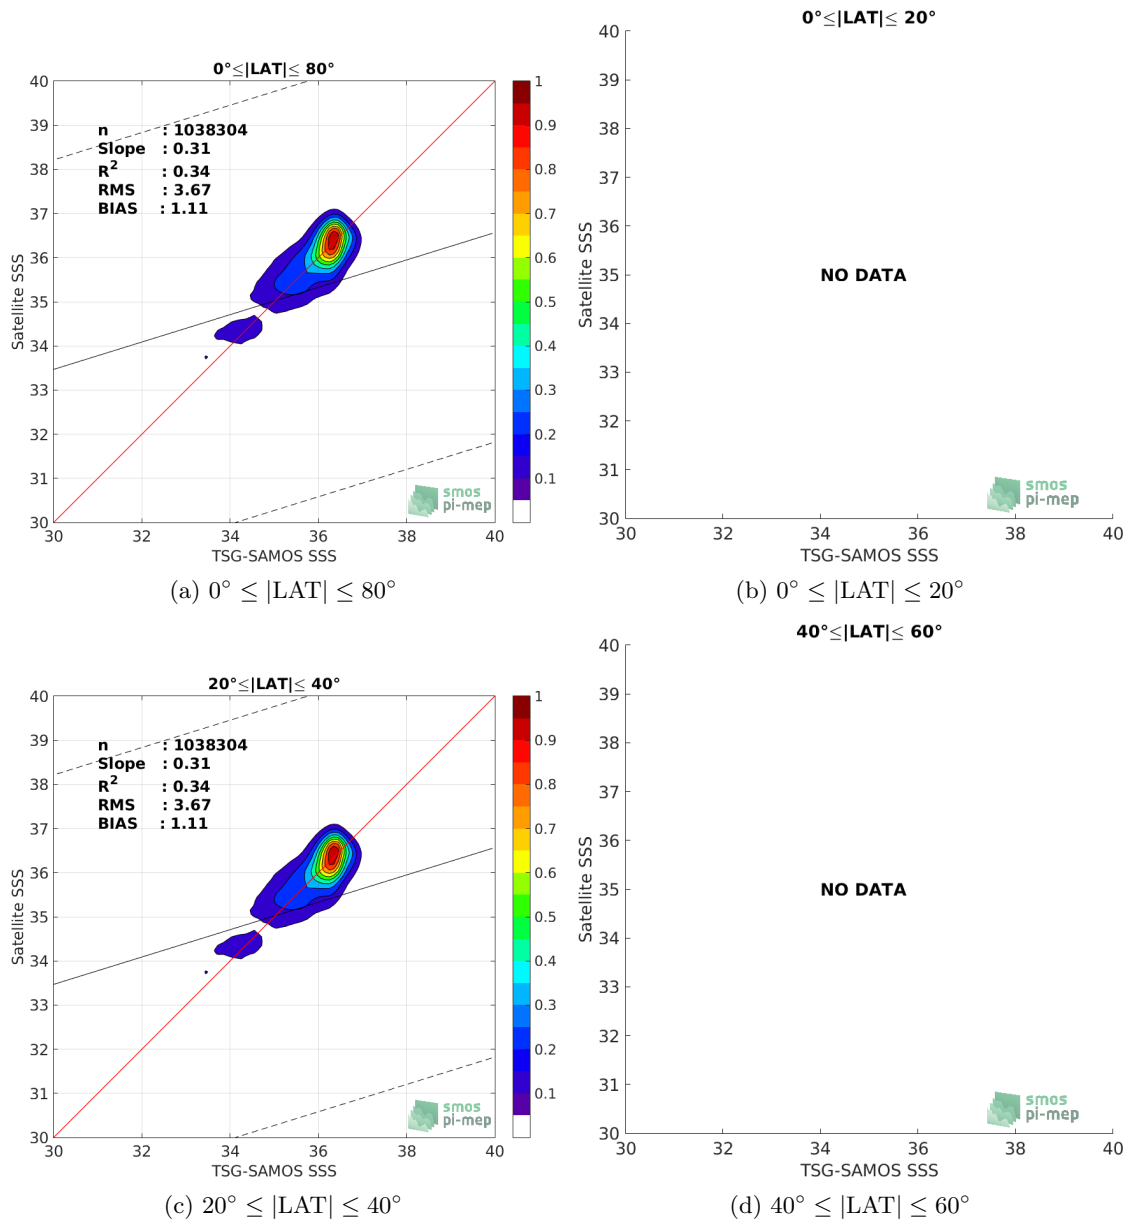 0°≤|LAT|≤ 80°
40
39
38
37
36
35
34
33
32
31
30
Satellite SSS
n : 1038304
Slope : 0.31
R² : 0.34
RMS : 3.67
BIAS : 1.11
smos
pi-mep
30 32 34 36 38 40
TSG-SAMOS SSS
1
0.9
0.8
0.7
0.6
0.5
0.4
0.3
0.2
0.1
(a) 0° ≤ |LAT| ≤ 80°
0°≤|LAT|≤ 20°
40
39
38
37
36
35
34
33
32
31
30
Satellite SSS
NO DATA
smos
pi-mep
30 32 34 36 38 40
TSG-SAMOS SSS
(b) 0° ≤ |LAT| ≤ 20°
20°≤|LAT|≤ 40°
40
39
38
37
36
35
34
33
32
31
30
Satellite SSS
n : 1038304
Slope : 0.31
R² : 0.34
RMS : 3.67
BIAS : 1.11
smos
pi-mep
30 32 34 36 38 40
TSG-SAMOS SSS
1
0.9
0.8
0.7
0.6
0.5
0.4
0.3
0.2
0.1
(c) 20° ≤ |LAT| ≤ 40°
40°≤|LAT|≤ 60°
40
39
38
37
36
35
34
33
32
31
30
Satellite SSS
NO DATA
smos
pi-mep
30 32 34 36 38 40
TSG-SAMOS SSS
(d) 40° ≤ |LAT| ≤ 60°